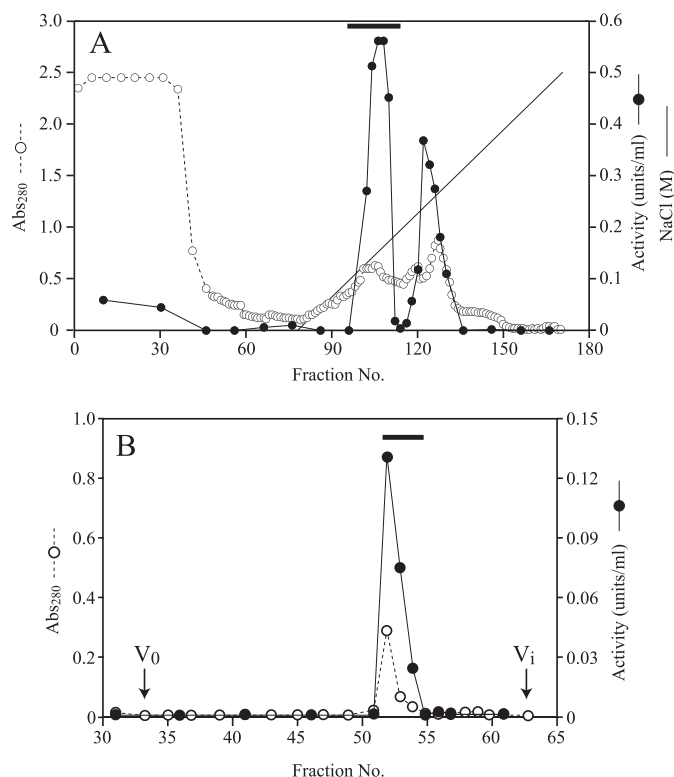 A
3.0
2.5
2.0
1.5
1.0
0.5
0
0.6
0.5
0.4
0.3
0.2
0.1
0
0 30 60 90 120 150 180
Fraction No.
Abs280
Activity (units/ml)
NaCl (M)
B
1.0
0.8
0.6
0.4
0.2
0
0.15
0.12
0.09
0.06
0.03
0
V0
Vi
30 35 40 45 50 55 60 65
Fraction No.
Abs280
Activity (units/ml)